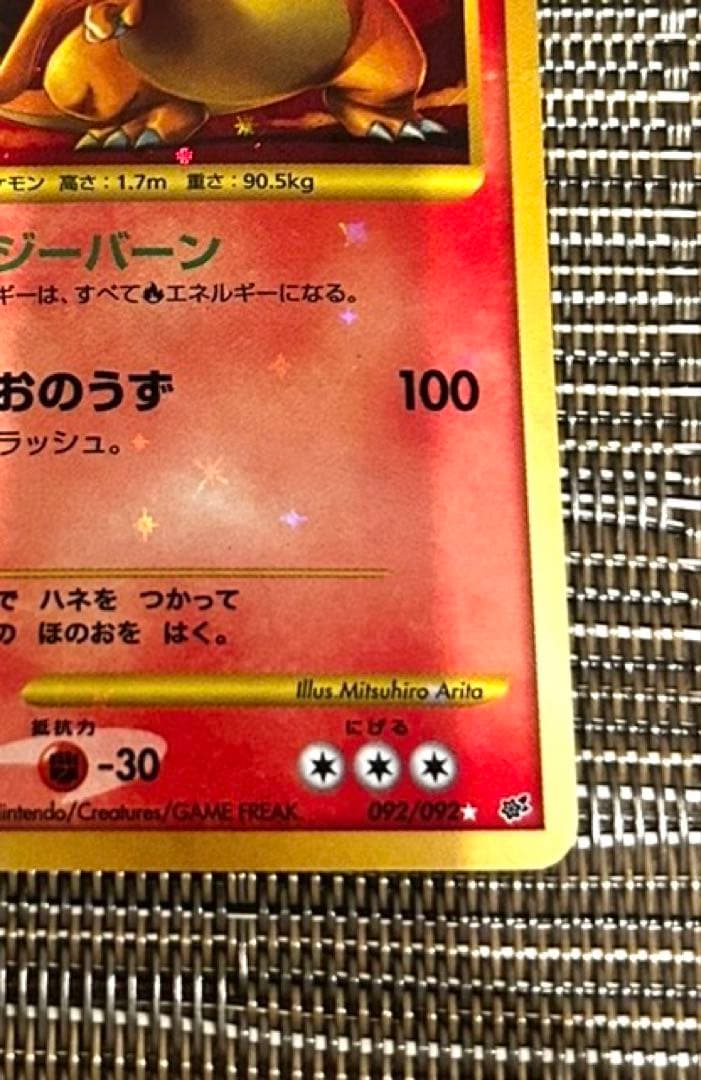 ケモン 高さ:1.7m 重さ:90.5kg
ジーバーン
ギーは、すべて エネルギーになる。
おのうず 100
ラッシュ。
で ハネを つかって
の ほのおを はく。
Illus.Mitsuhiro Arita
抵抗力 にげる
-30
intendo/Creatures/GAME FREAK. 092/092★